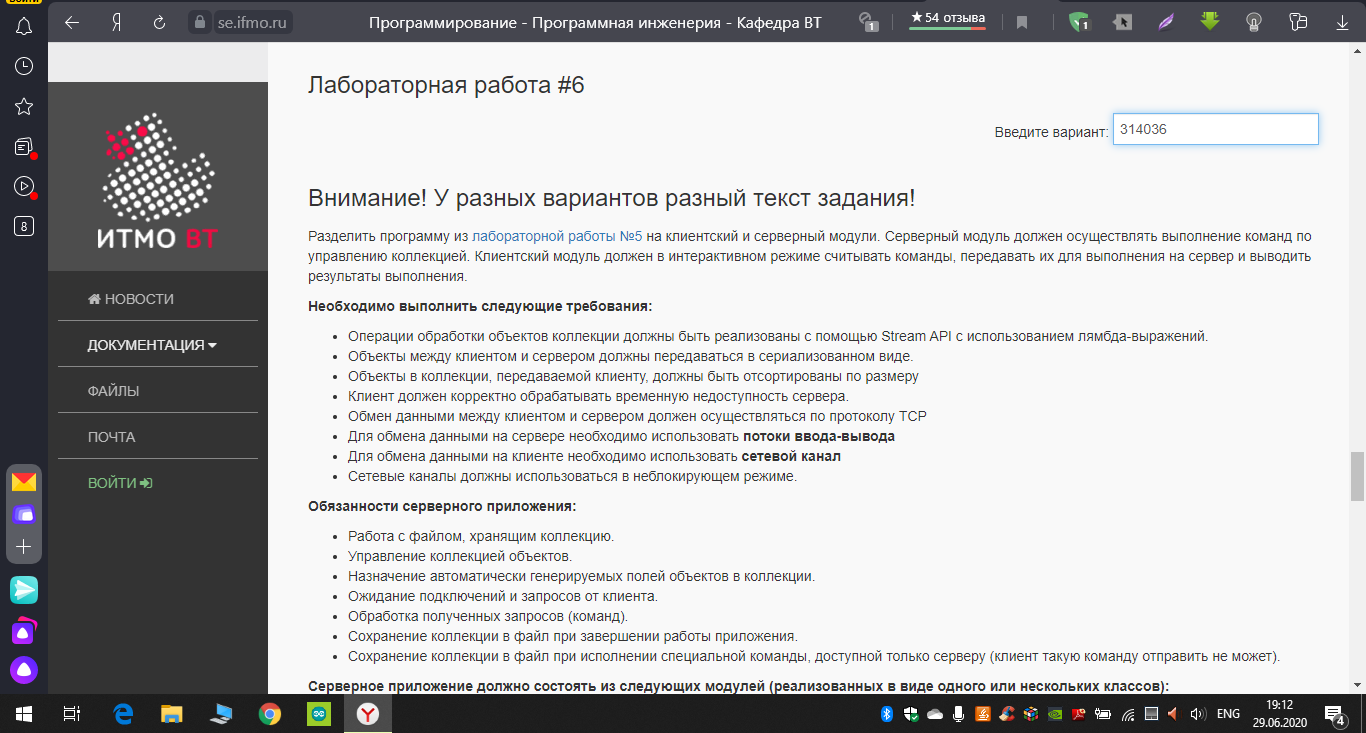 se.ifmo.ru
Программирование - Программная инженерия - Кафедра ВТ
1
★ 54 отзыва
1
Лабораторная работа #6
Введите вариант: 314036
ИТМО ВТ
8
НОВОСТИ
ДОКУМЕНТАЦИЯ
ФАЙЛЫ
ПОЧТА
ВОЙТИ
Внимание! У разных вариантов разный текст задания!
Разделить программу из лабораторной работы №5 на клиентский и серверный модули. Серверный модуль должен осуществлять выполнение команд по
управлению коллекцией. Клиентский модуль должен в интерактивном режиме считывать команды, передавать их для выполнения на сервер и выводить
результаты выполнения.
Необходимо выполнить следующие требования:
• Операции обработки объектов коллекции должны быть реализованы с помощью Stream API с использованием лямбда-выражений.
• Объекты между клиентом и сервером должны передаваться в сериализованном виде.
• Объекты в коллекции, передаваемой клиенту, должны быть отсортированы по размеру
• Клиент должен корректно обрабатывать временную недоступность сервера.
• Обмен данными между клиентом и сервером должен осуществляться по протоколу TCP
• Для обмена данными на сервере необходимо использовать потоки ввода-вывода
• Для обмена данными на клиенте необходимо использовать сетевой канал
• Сетевые каналы должны использоваться в неблокирующем режиме.
Обязанности серверного приложения:
• Работа с файлом, хранящим коллекцию.
• Управление коллекцией объектов.
• Назначение автоматически генерируемых полей объектов в коллекции.
• Ожидание подключений и запросов от клиента.
• Обработка полученных запросов (команд).
• Сохранение коллекции в файл при завершении работы приложения.
• Сохранение коллекции в файл при исполнении специальной команды, доступной только серверу (клиент такую команду отправить не может).
Серверное приложение должно состоять из следующих модулей (реализованных в виде одного или нескольких классов):
ENG
19:12
29.06.2020
4